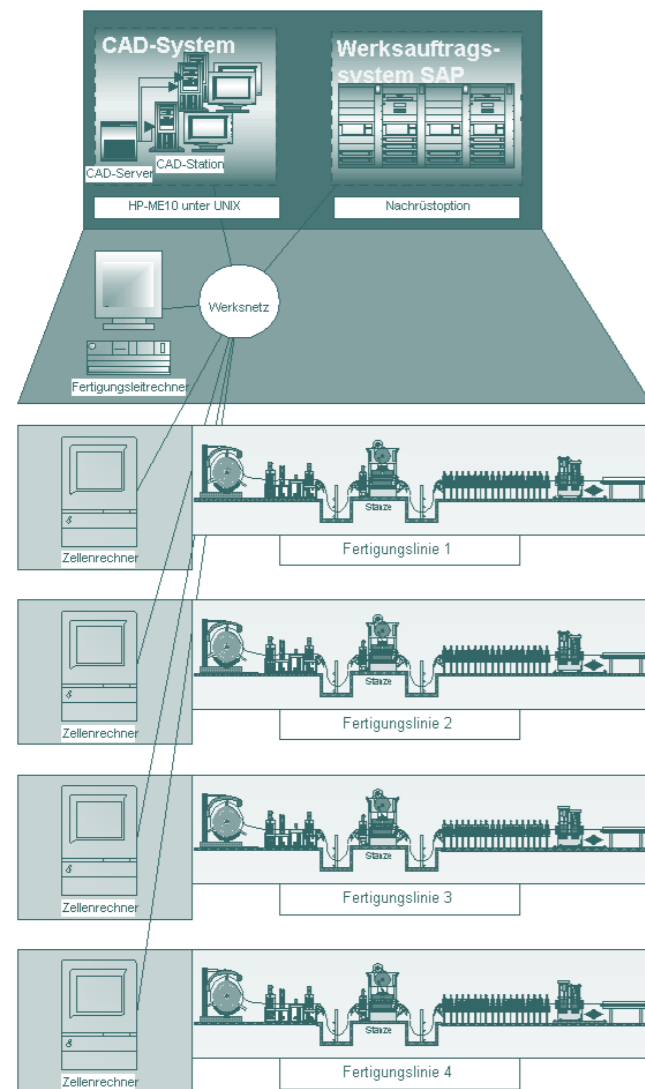 CAD-System
Werksauftrags-
system SAP
CAD-Server
CAD-Station
HP-ME10 unter UNIX
Nachrüstoption
Werksnetz
Fertigungsleitrechner
Zellenrechner
Stanze
Fertigungslinie 1
Zellenrechner
Stanze
Fertigungslinie 2
Zellenrechner
Stanze
Fertigungslinie 3
Zellenrechner
Stanze
Fertigungslinie 4